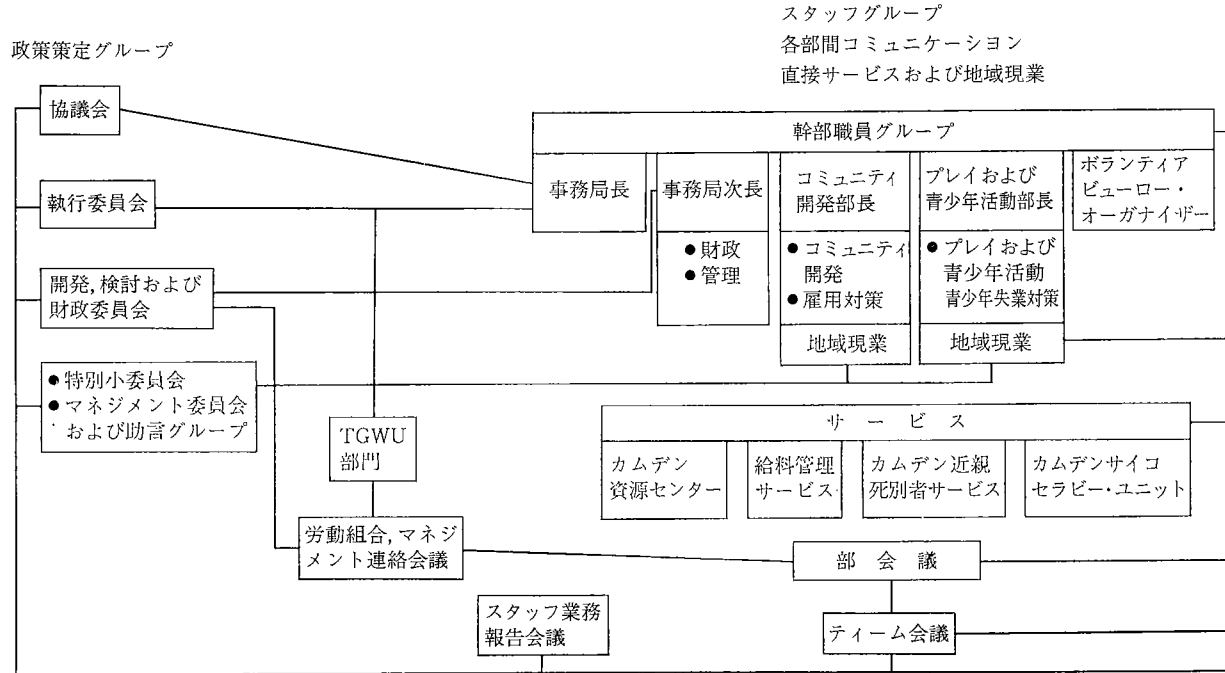 政策策定グループ
スタッフグループ
各部間コミュニケーション
直接サービスおよび地域現業
協議会
執行委員会
開発,検討および
財政委員会
●特別小委員会
●マネジメント委員会
および助言グループ
幹部職員グループ
事務局長
事務局次長
●財政
●管理
コミュニティ
開発部長
●コミュニティ
開発
●雇用対策
地域現業
プレイおよび
青少年活動部長
●プレイおよび
青少年活動
青少年失業対策
地域現業
ボランティア
ビューロー・
オーガナイザー
TGWU
部門
サービス
カムデン
資源センター
給料管理
サービス
カムデン近親
死別者サービス
カムデンサイコ
セラピー・ユニット
労働組合,マネジ
メント連絡会議
部会議
スタッフ業務
報告会議
ティーム会議